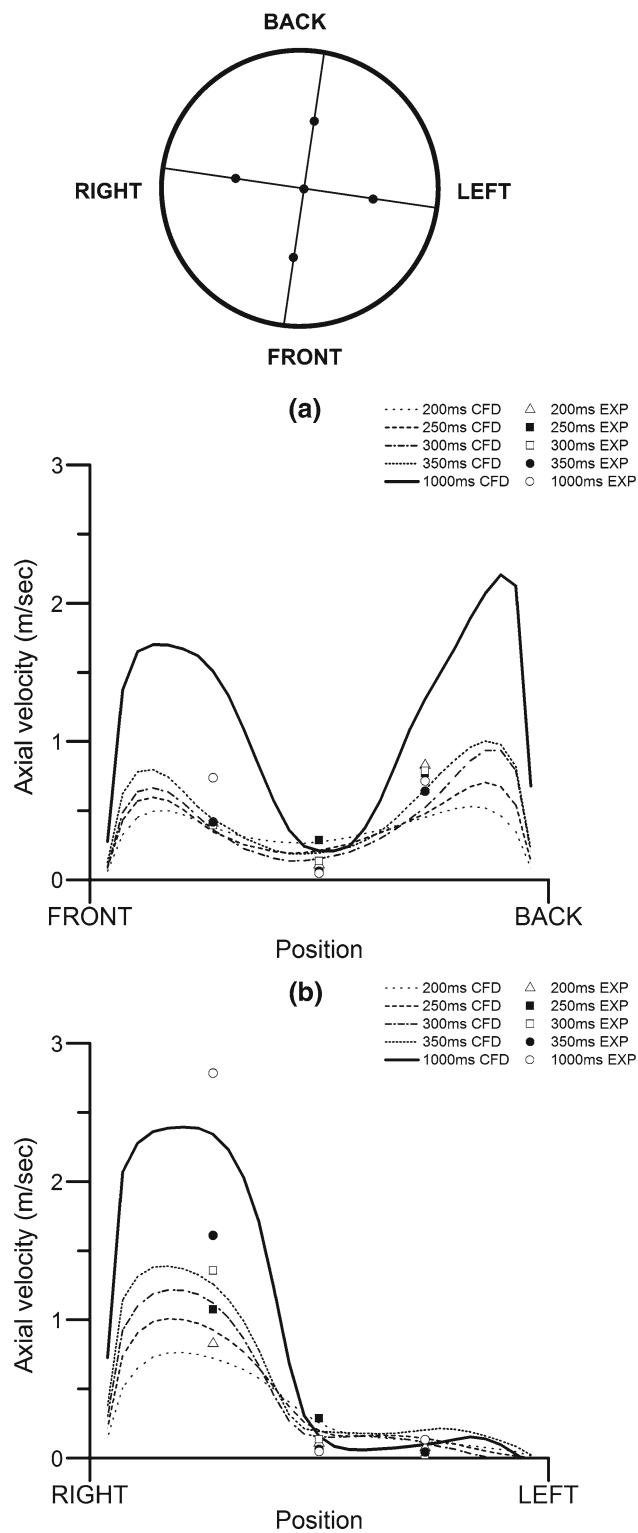 BACK
RIGHT
LEFT
FRONT
(a)
200ms CFD 200ms EXP
250ms CFD 250ms EXP
300ms CFD 300ms EXP
350ms CFD 350ms EXP
1000ms CFD 1000ms EXP
3
2
1
0
Axial velocity (m/sec)
FRONT BACK
Position
(b)
200ms CFD 200ms EXP
250ms CFD 250ms EXP
300ms CFD 300ms EXP
350ms CFD 350ms EXP
1000ms CFD 1000ms EXP
3
2
1
0
Axial velocity (m/sec)
RIGHT LEFT
Position